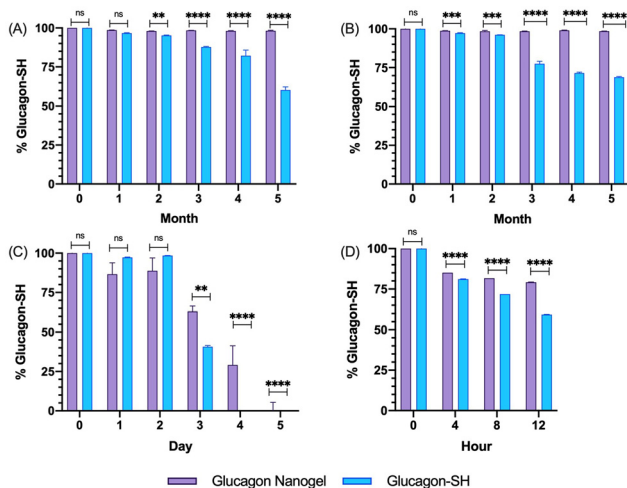 (A)
ns ns ** **** **** ****
100
75
50
25
0
% Glucagon-SH
0 1 2 3 4 5
Month
(B)
ns *** *** **** **** ****
100
75
50
25
0
% Glucagon-SH
0 1 2 3 4 5
Month
(C)
ns ns ns ** **** ****
100
75
50
25
0
% Glucagon-SH
0 1 2 3 4 5
Day
(D)
ns **** **** ****
100
75
50
25
0
% Glucagon-SH
0 4 8 12
Hour
Glucagon Nanogel Glucagon-SH